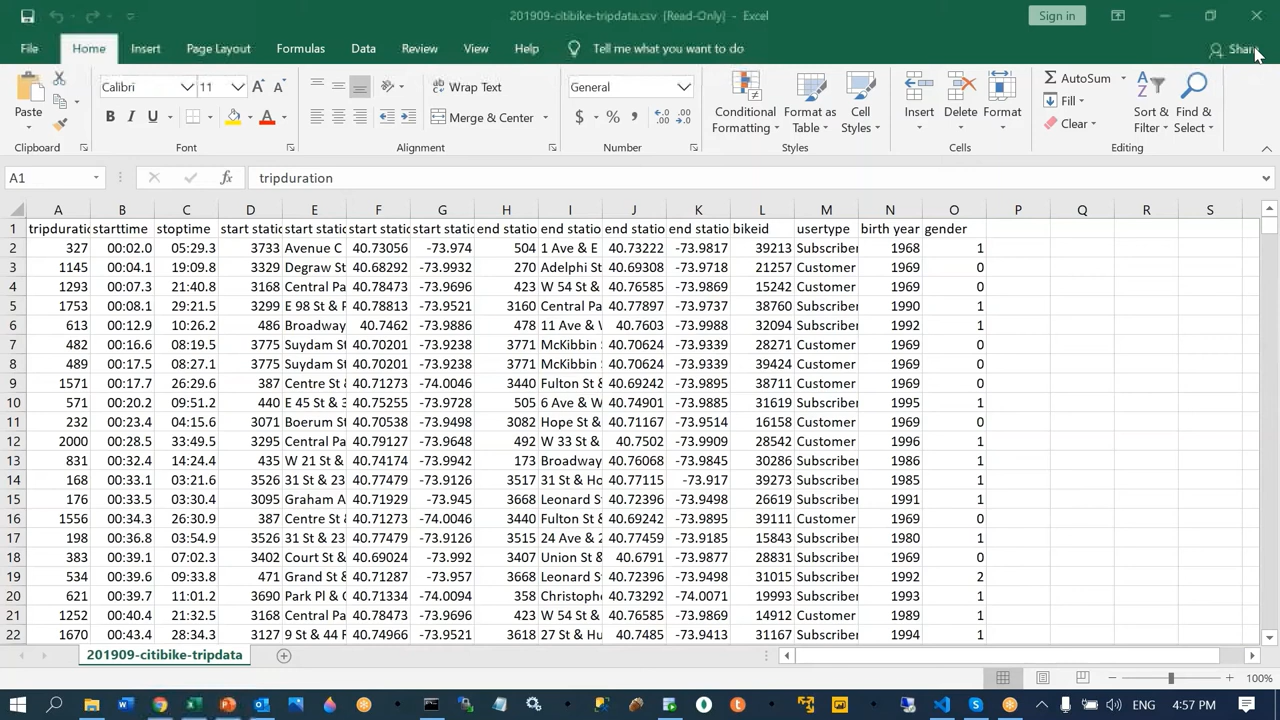 201909-citibike-tripdata.csv [Read-Only] - Excel
Sign in
File Home Insert Page Layout Formulas Data Review View Help Tell me what you want to do Share
Paste
Clipboard
Calibri 11
B I U
Font
Wrap Text
Merge & Center
Alignment
General
$ % ,
Number
Conditional Formatting
Format as Table
Cell Styles
Styles
Insert Delete Format
Cells
AutoSum
Fill
Clear
Sort & Filter
Find & Select
Editing
A1 fx tripduration
A B C D E F G H I J K L M N O P Q R S
1 tripduratio starttime stoptime start stati start statio start stati start stati end statio end statio end statio end statio bikeid usertype birth year gender
2 327 00:02.0 05:29.3 3733 Avenue C 40.73056 -73.974 504 1 Ave & E 40.73222 -73.9817 39213 Subscriber 1968 1
3 1145 00:04.1 19:09.8 3329 Degraw St 40.68292 -73.9932 270 Adelphi St 40.69308 -73.9718 21257 Customer 1969 0
4 1293 00:07.3 21:40.8 3168 Central Pa 40.78473 -73.9696 423 W 54 St & 40.76585 -73.9869 15242 Customer 1969 0
5 1753 00:08.1 29:21.5 3299 E 98 St & P 40.78813 -73.9521 3160 Central Pa 40.77897 -73.9737 38760 Subscriber 1990 1
6 613 00:12.9 10:26.2 486 Broadway 40.7462 -73.9886 478 11 Ave & W 40.7603 -73.9988 32094 Subscriber 1992 1
7 482 00:16.6 08:19.5 3775 Suydam St 40.70201 -73.9238 3771 McKibbin 40.70624 -73.9339 28271 Customer 1969 0
8 489 00:17.5 08:27.1 3775 Suydam St 40.70201 -73.9238 3771 McKibbin 40.70624 -73.9339 39424 Customer 1969 0
9 1571 00:17.7 26:29.6 387 Centre St & 40.71273 -74.0046 3440 Fulton St & 40.69242 -73.9895 38711 Customer 1969 0
10 571 00:20.2 09:51.2 440 E 45 St & 3 40.75255 -73.9728 505 6 Ave & W 40.74901 -73.9885 31619 Subscriber 1995 1
11 232 00:23.4 04:15.6 3071 Boerum St 40.70538 -73.9498 3082 Hope St & 40.71167 -73.9514 16158 Customer 1969 0
12 2000 00:28.5 33:49.5 3295 Central Pa 40.79127 -73.9648 492 W 33 St & 40.7502 -73.9909 28542 Customer 1996 1
13 831 00:32.4 14:24.4 435 W 21 St & 40.74174 -73.9942 173 Broadway 40.76068 -73.9845 30286 Subscriber 1986 1
14 168 00:33.1 03:21.6 3526 31 St & 23 40.77479 -73.9126 3517 31 St & Ho 40.77115 -73.917 39273 Subscriber 1985 1
15 176 00:33.5 03:30.4 3095 Graham A 40.71929 -73.945 3668 Leonard S 40.72396 -73.9498 26619 Subscriber 1991 1
16 1556 00:34.3 26:30.9 387 Centre St & 40.71273 -74.0046 3440 Fulton St & 40.69242 -73.9895 39111 Customer 1969 0
17 198 00:36.8 03:54.9 3526 31 St & 23 40.77479 -73.9126 3515 24 Ave & 40.77459 -73.9185 15843 Subscriber 1980 1
18 383 00:39.1 07:02.3 3402 Court St & 40.69024 -73.992 3407 Union St & 40.6791 -73.9877 28831 Subscriber 1969 0
19 534 00:39.6 09:33.8 471 Grand St & 40.71287 -73.957 3668 Leonard S 40.72396 -73.9498 31015 Subscriber 1992 2
20 621 00:39.7 11:01.2 3690 Park Pl & C 40.71334 -74.0094 358 Christophe 40.73292 -74.0071 19993 Subscriber 1993 1
21 1252 00:40.4 21:32.5 3168 Central Pa 40.78473 -73.9696 423 W 54 St & 40.76585 -73.9869 14912 Customer 1989 1
22 1670 00:43.4 28:34.3 3127 9 St & 44 R 40.74966 -73.9521 3618 27 St & Hu 40.7485 -73.9413 31167 Subscriber 1994 1
201909-citibike-tripdata
100%
ENG 4:57 PM